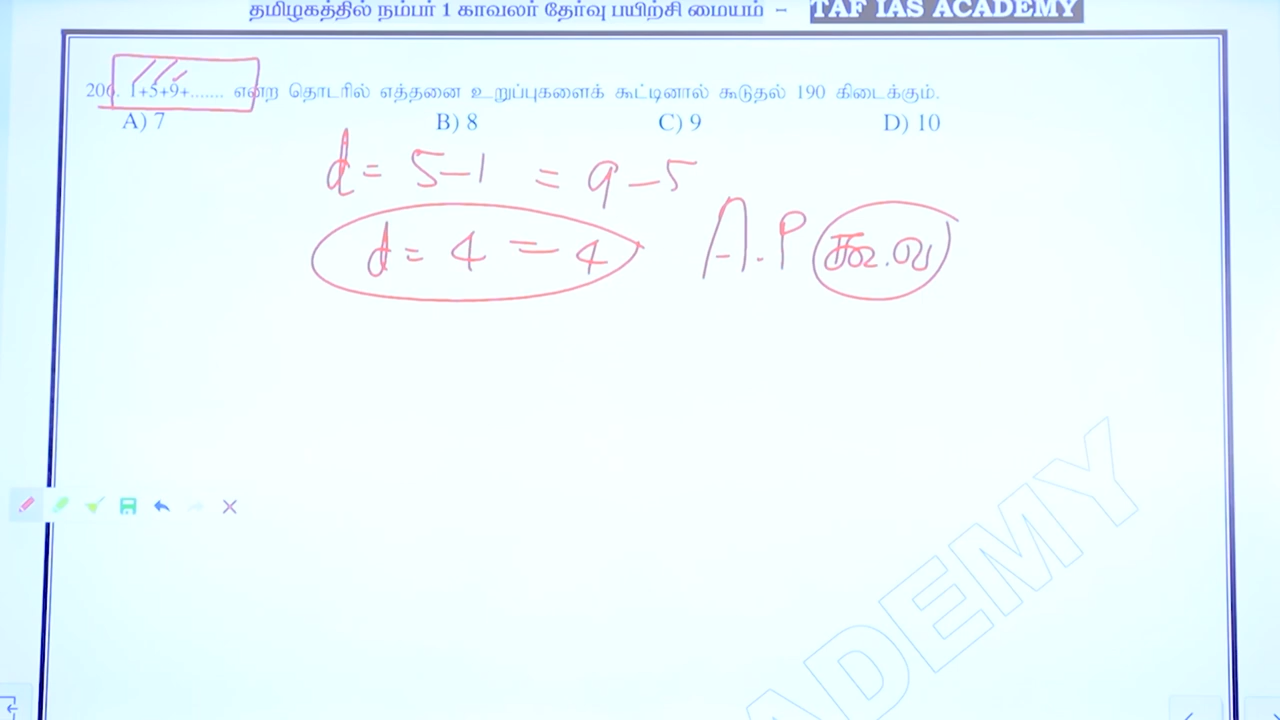 தமிழகத்தில் நம்பர் 1 காவலர் தேர்வு பயிற்சி மையம் – TAF IAS ACADEMY
206. 1+5+9+....... என்ற தொடரில் எத்தனை உறுப்புகளைக் கூட்டினால் கூடுதல் 190 கிடைக்கும்.
A) 7 B) 8 C) 9 D) 10
d = 5-1 = 9-5
d = 4 = 4 A.P கூ.வ
ADEMY